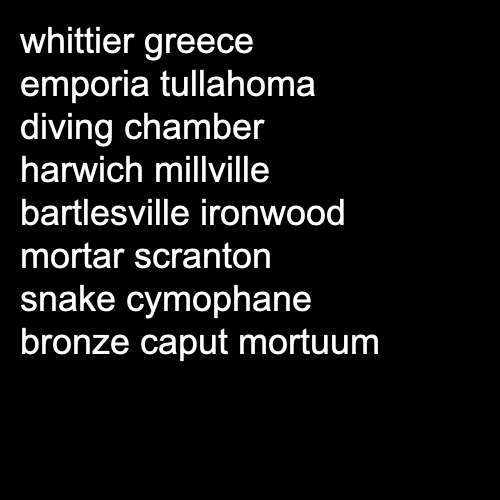 whittier greece
emporia tullahoma
diving chamber
harwich millville
bartlesville ironwood
mortar scranton
snake cymophane
bronze caput mortuum